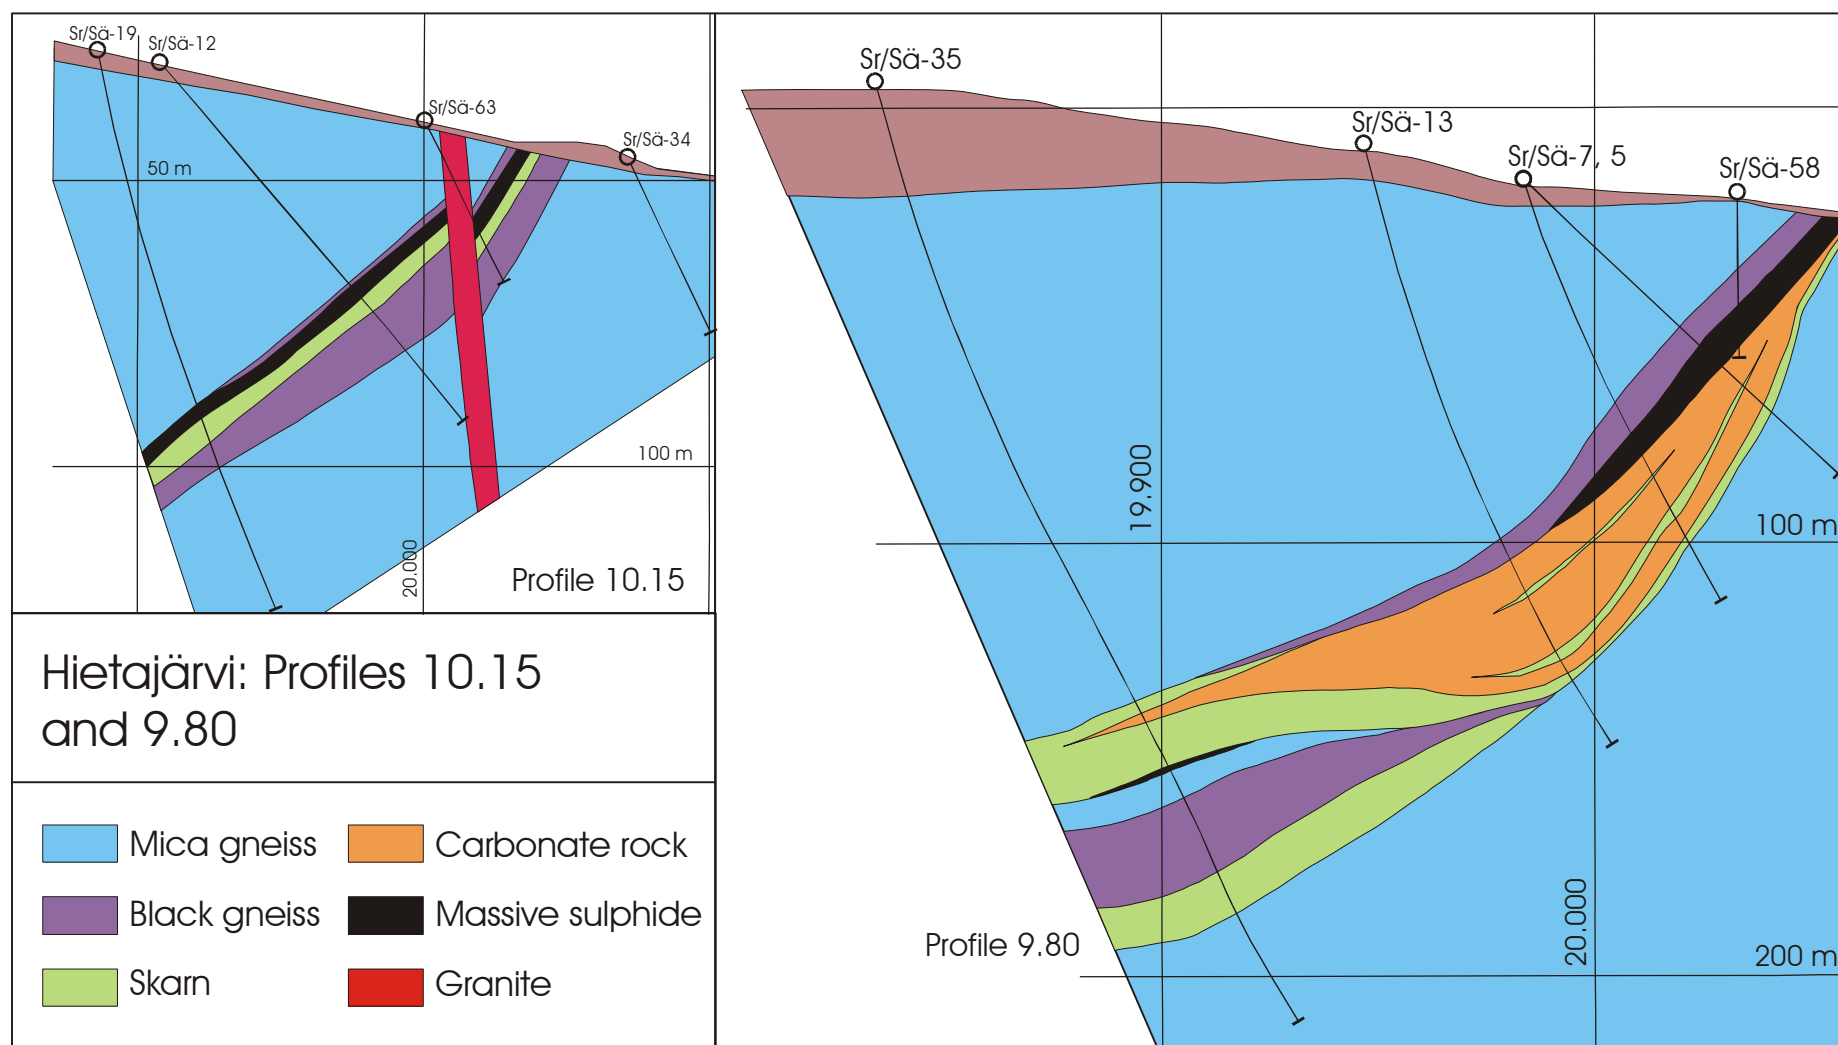 Sr/Sä-19
Sr/Sä-12
Sr/Sä-63
Sr/Sä-34
50 m
100 m
20.000
Profile 10.15
Hietajärvi: Profiles 10.15
and 9.80
Mica gneiss
Carbonate rock
Black gneiss
Massive sulphide
Skarn
Granite
Sr/Sä-35
Sr/Sä-13
Sr/Sä-7, 5
Sr/Sä-58
19.900
100 m
20.000
Profile 9.80
200 m